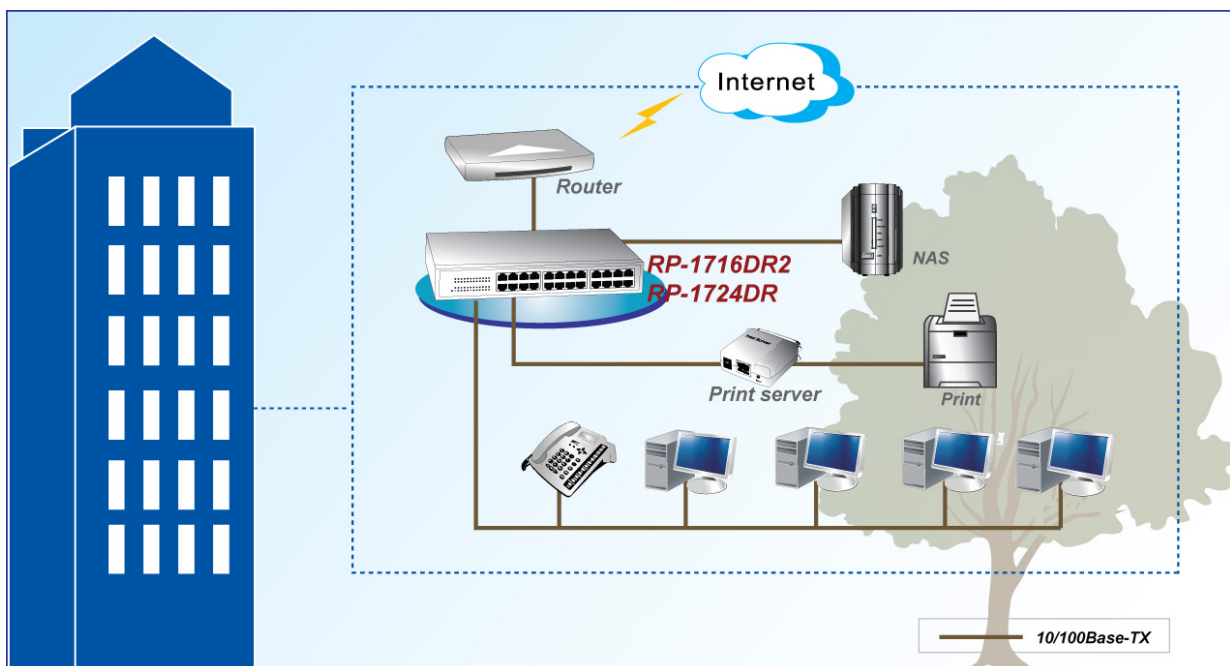 Internet
Router
RP-1716DR2
RP-1724DR
NAS
Print server
Print
10/100Base-TX